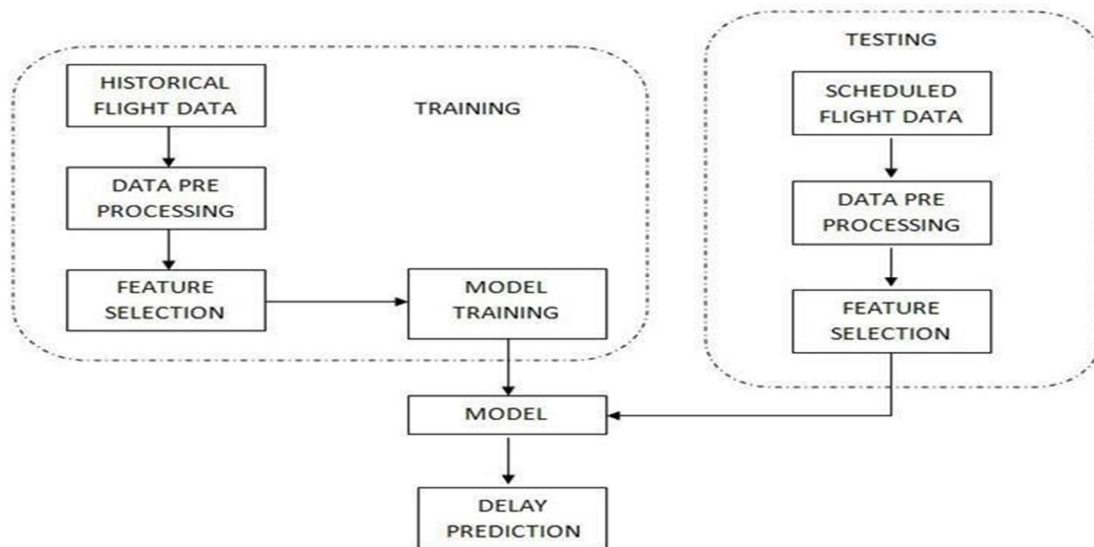 HISTORICAL
FLIGHT DATA
TRAINING
DATA PRE
PROCESSING
FEATURE
SELECTION
MODEL
TRAINING
TESTING
SCHEDULED
FLIGHT DATA
DATA PRE
PROCESSING
FEATURE
SELECTION
MODEL
DELAY
PREDICTION